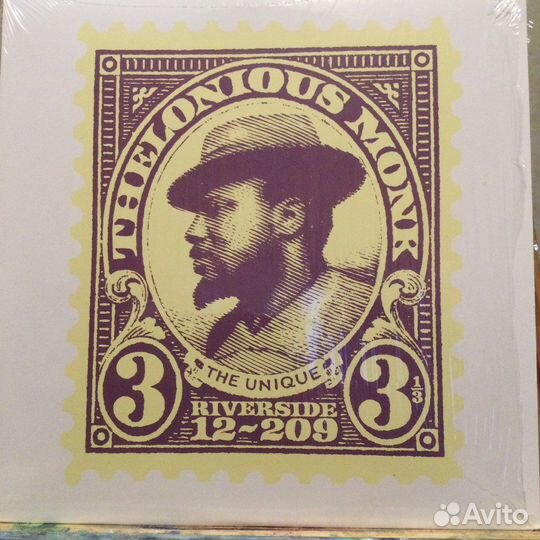 THELONIOUS MONK
THE UNIQUE
3
3 1/3
RIVERSIDE
12~209
Avito